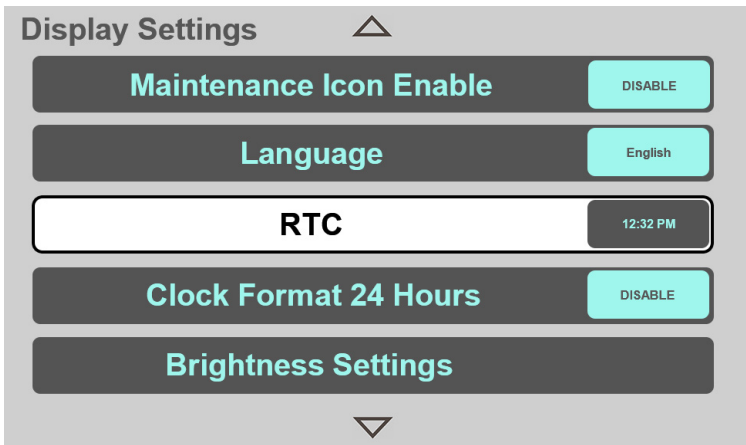 Display Settings
Maintenance Icon Enable DISABLE
Language English
RTC 12:32 PM
Clock Format 24 Hours DISABLE
Brightness Settings